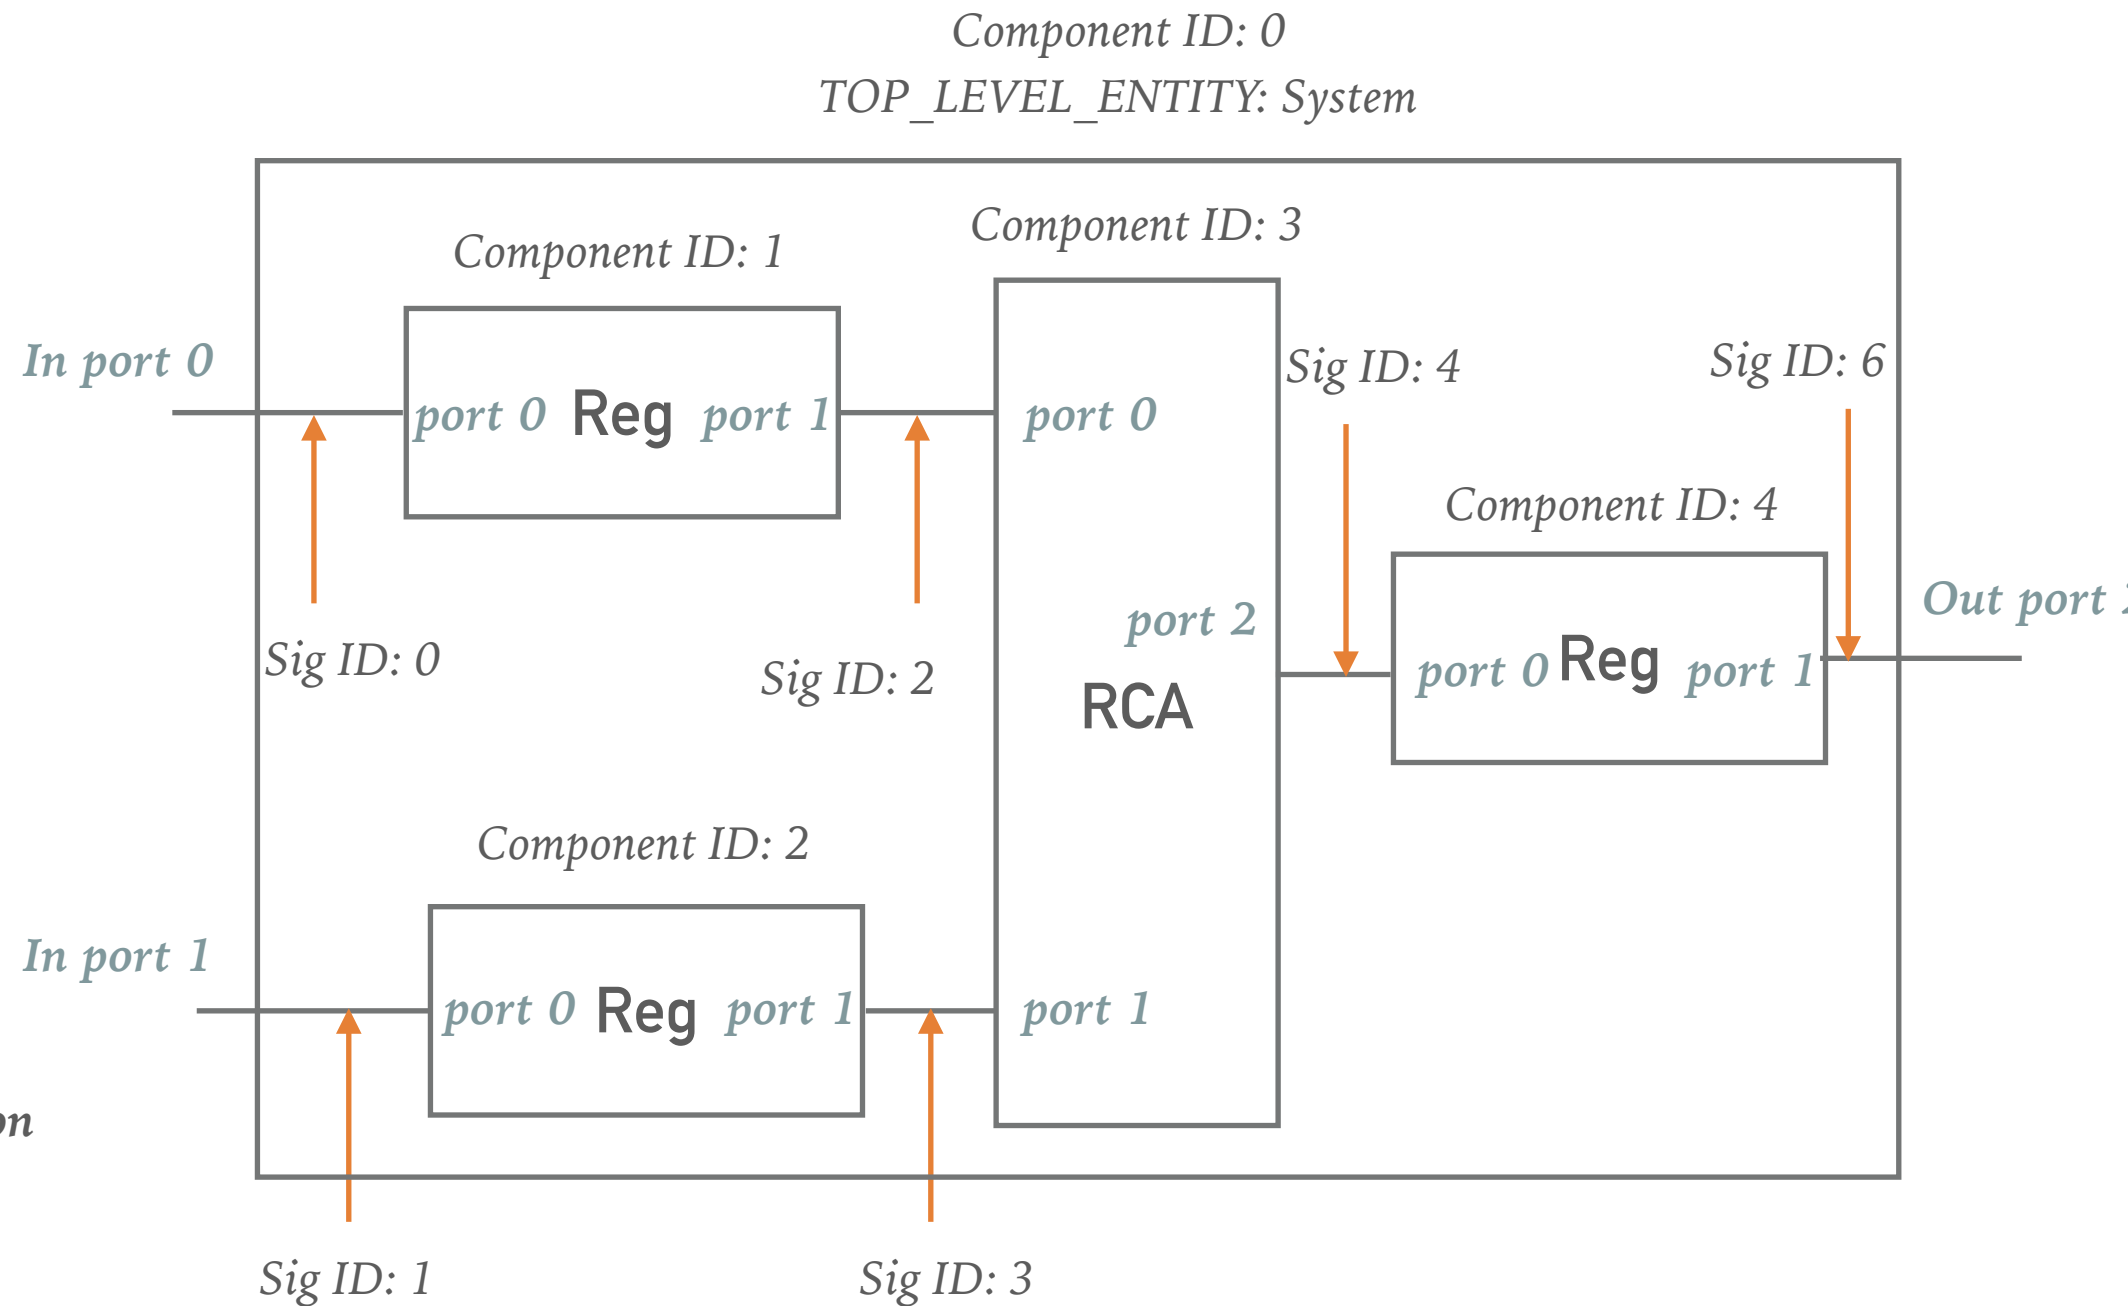 Component ID: 0
TOP_LEVEL_ENTITY: System
Component ID: 3
Component ID: 1
In port 0
Sig ID: 4
Sig ID: 6
port 0 Reg port 1
port 0
Component ID: 4
Out port
port 2
Sig ID: 0
Sig ID: 2
port 0 Reg port 1
RCA
Component ID: 2
In port 1
port 0 Reg port 1
port 1
Sig ID: 1
Sig ID: 3